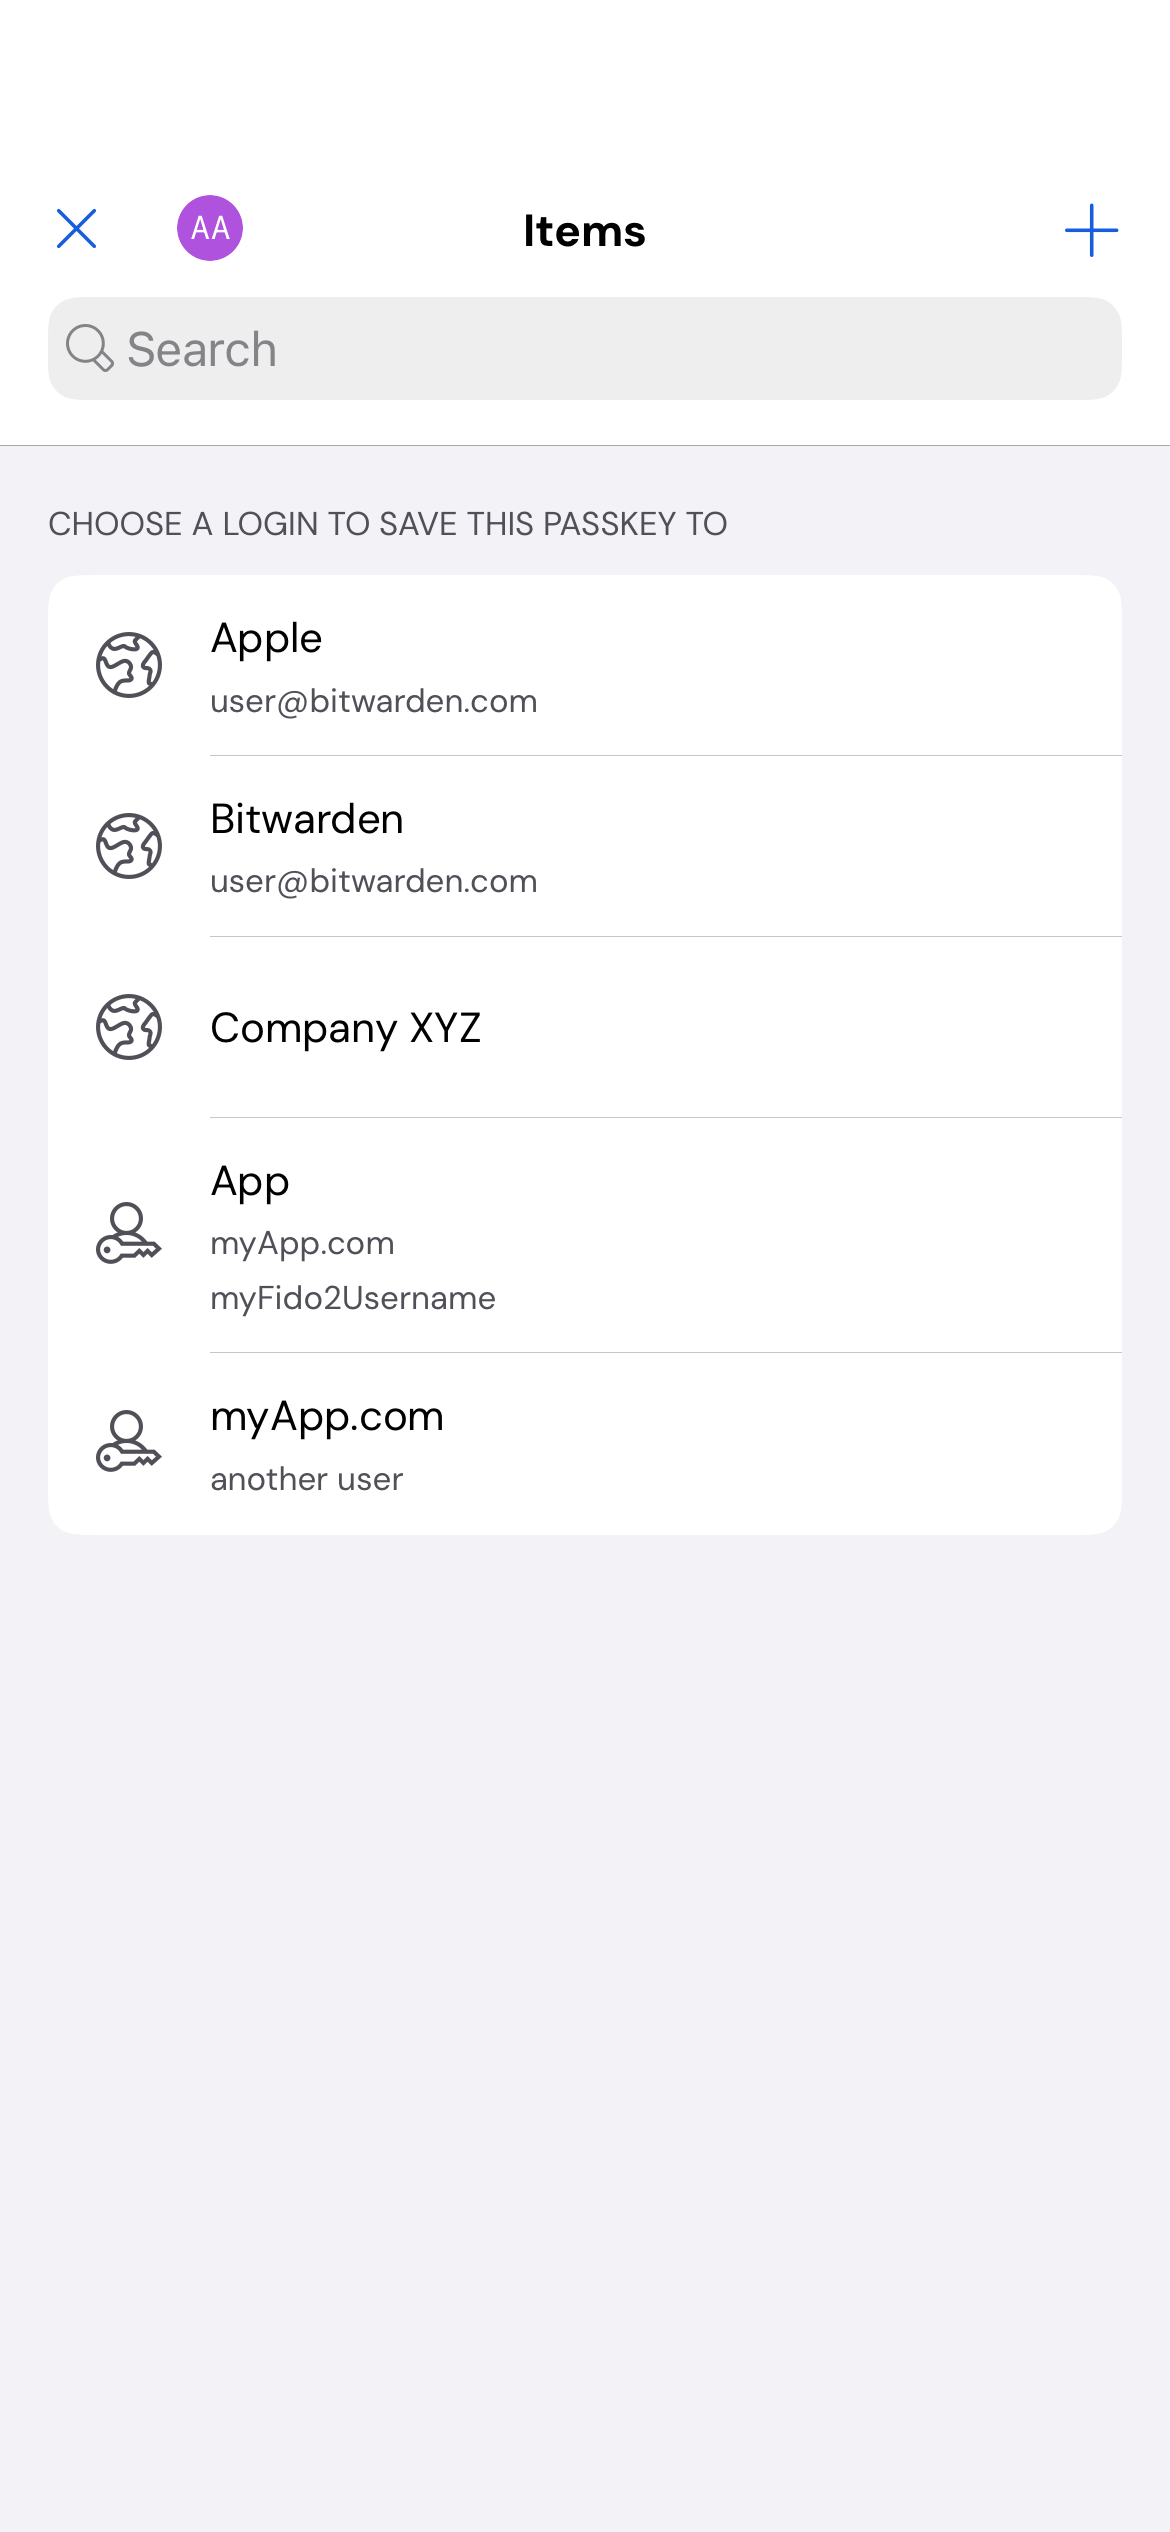 AA
Items
Search
CHOOSE A LOGIN TO SAVE THIS PASSKEY TO
Apple
user@bitwarden.com
Bitwarden
user@bitwarden.com
Company XYZ
App
myApp.com
myFido2Username
myApp.com
another user